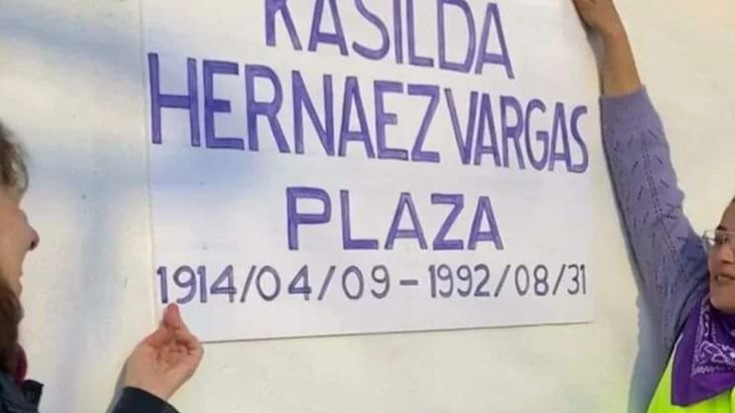 KASILDA
HERNAEZ VARGAS
PLAZA
1914/04/09-1992/08/31